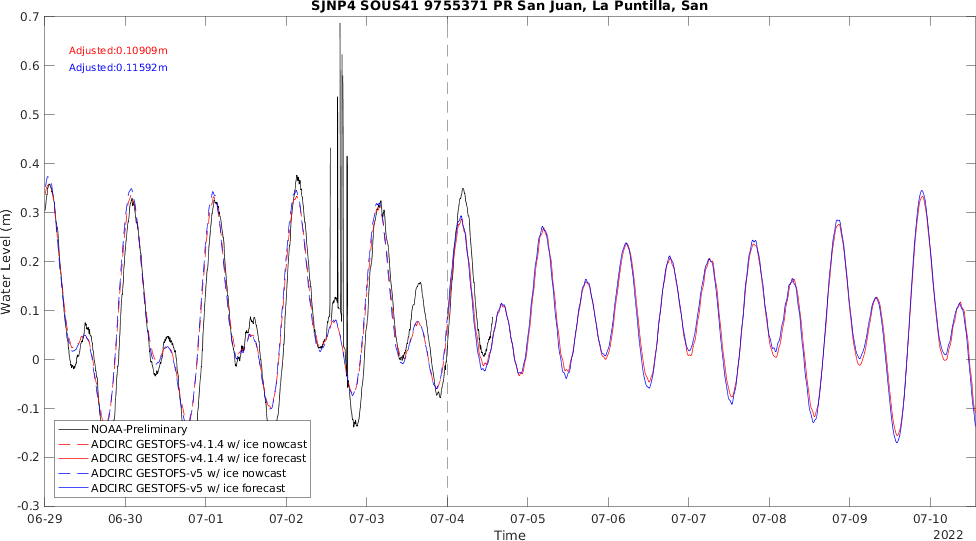 SJNP4 SOUS41 9755371 PR San Juan, La Puntilla, San
Adjusted:0.10909m
Adjusted:0.11592m
Water Level (m)
0.7
0.6
0.5
0.4
0.3
0.2
0.1
0
-0.1
-0.2
-0.3
NOAA-Preliminary
ADCIRC GESTOFS-v4.1.4 w/ ice nowcast
ADCIRC GESTOFS-v4.1.4 w/ ice forecast
ADCIRC GESTOFS-v5 w/ ice nowcast
ADCIRC GESTOFS-v5 w/ ice forecast
06-29 06-30 07-01 07-02 07-03 07-04 07-05 07-06 07-07 07-08 07-09 07-10
Time
2022